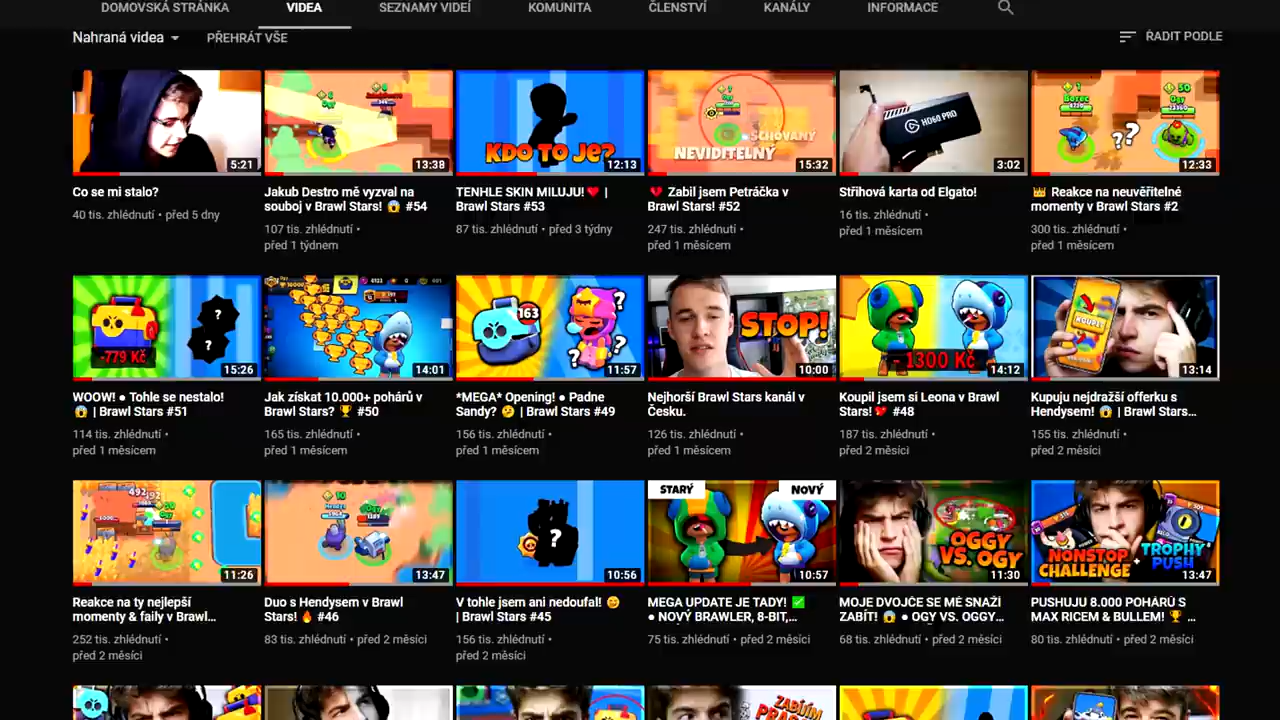 DOMOVSKÁ STRÁNKA VIDEA SEZNAMY VIDEÍ KOMUNITA ČLENSTVÍ KANÁLY INFORMACE
Nahraná videa PŘEHRÁT VŠE ŘADIT PODLE
KDO TO JE?
SCHOVANÝ
NEVIDITELNÝ
HD60 PRO
Borec
50
Ogy
??
5:21 13:38 12:13 15:32 3:02 12:33
Co se mi stalo?
40 tis. zhlédnutí • před 5 dny
Jakub Destro mě vyzval na
souboj v Brawl Stars! 😱 #54
107 tis. zhlédnutí •
před 1 týdnem
TENHLE SKIN MILUJU!❤️ |
Brawl Stars #53
87 tis. zhlédnutí • před 3 týdny
💔 Zabil jsem Petráčka v
Brawl Stars! #52
247 tis. zhlédnutí •
před 1 měsícem
Střihová karta od Elgato!
16 tis. zhlédnutí •
před 1 měsícem
👑 Reakce na neuvěřitelné
momenty v Brawl Stars #2
300 tis. zhlédnutí •
před 1 měsícem
-779 Kč
? ?
163
? ? ?
STOP!
- 1300 Kč
15:26 14:01 11:57 10:00 14:12 13:14
WOOW! ● Tohle se nestalo!
😱 | Brawl Stars #51
114 tis. zhlédnutí •
před 1 měsícem
Jak získat 10.000+ pohárů v
Brawl Stars? 🏆 #50
165 tis. zhlédnutí •
před 1 měsícem
*MEGA* Opening! ● Padne
Sandy? 🤔 | Brawl Stars #49
156 tis. zhlédnutí •
před 1 měsícem
Nejhorší Brawl Stars kanál v
Česku.
126 tis. zhlédnutí •
před 1 měsícem
Koupil jsem si Leona v Brawl
Stars!💖 #48
187 tis. zhlédnutí •
před 2 měsíci
Kupuju nejdražší offerku s
Hendysem! 😱 | Brawl Stars...
155 tis. zhlédnutí •
před 2 měsíci
?
STARÝ NOVÝ
OGGY
VS. OGY
NONSTOP
CHALLENGE
+
TROPHY
PUSH
11:26 13:47 10:56 10:57 11:30 13:47
Reakce na ty nejlepší
momenty & faily v Brawl...
252 tis. zhlédnutí •
před 2 měsíci
Duo s Hendysem v Brawl
Stars! 🔥 #46
83 tis. zhlédnutí • před 2 měsíci
V tohle jsem ani nedoufal! 😊
| Brawl Stars #45
156 tis. zhlédnutí •
před 2 měsíci
MEGA UPDATE JE TADY! ✅
● NOVÝ BRAWLER, 8-BIT,...
75 tis. zhlédnutí • před 2 měsíci
MOJE DVOJČE SE MĚ SNAŽÍ
ZABÍT! 😱 ● OGY VS. OGGY...
68 tis. zhlédnutí • před 2 měsíci
PUSHUJU 8.000 POHÁRŮ S
MAX RICEM & BULLEM! 🏆 ...
80 tis. zhlédnutí • před 2 měsíci
ZABÍJÍM